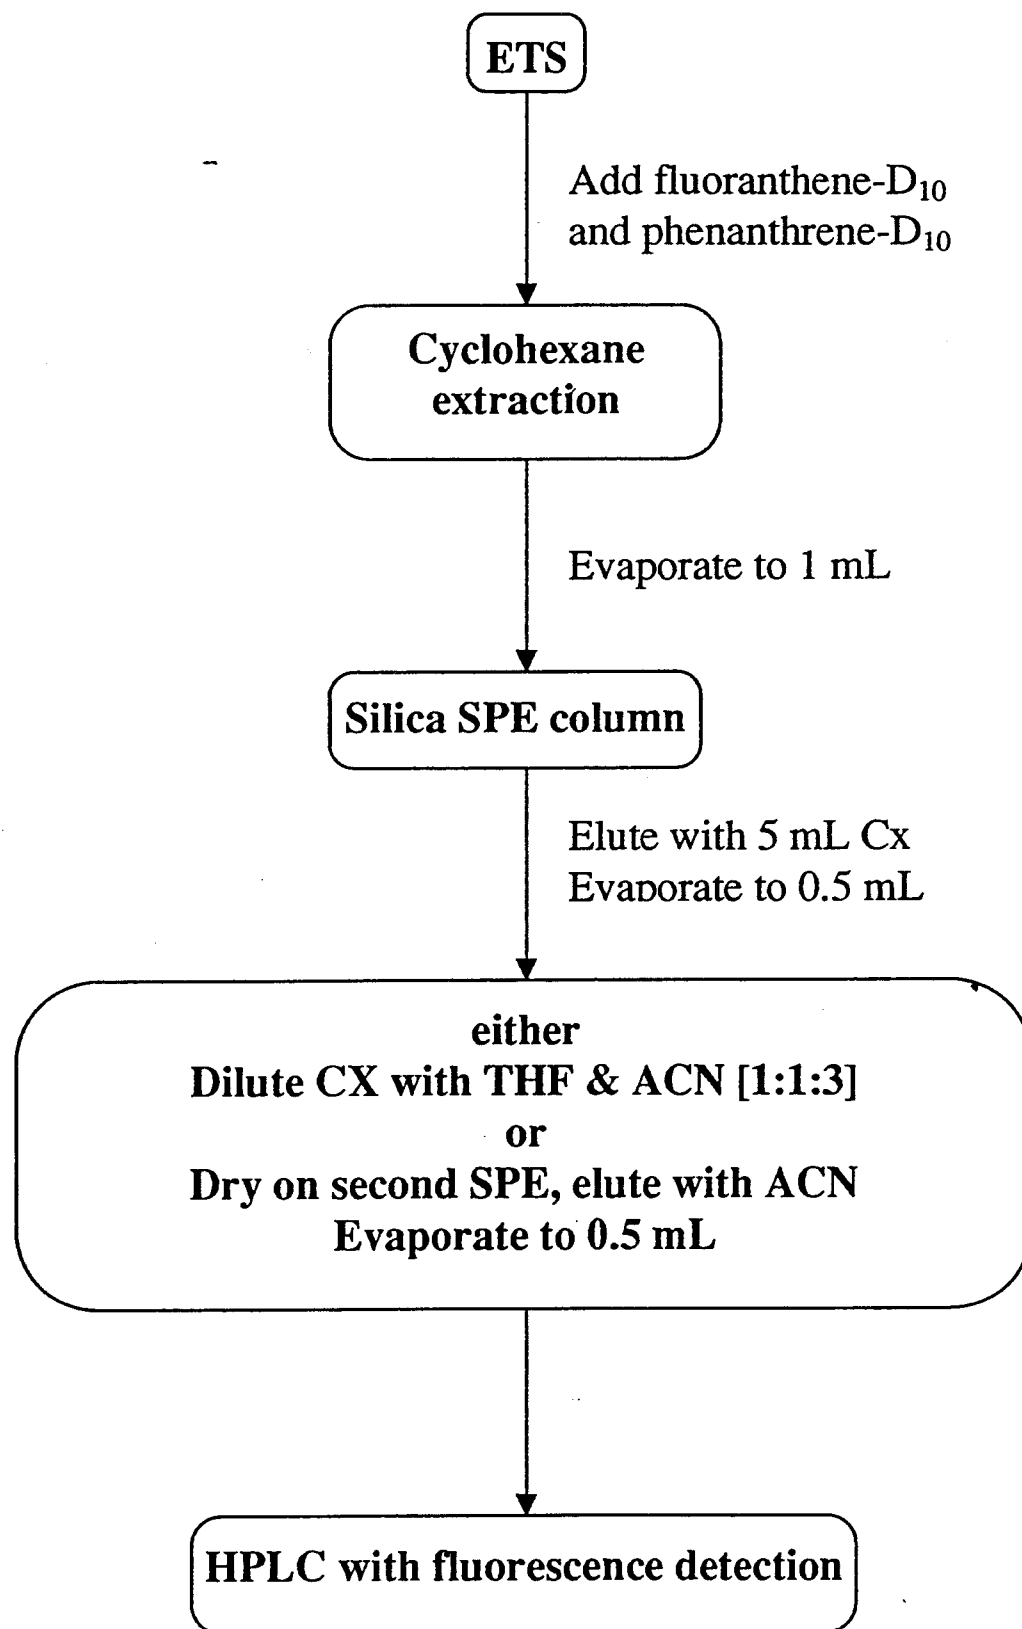 ETS
Add fluoranthene-D₁₀
and phenanthrene-D₁₀
Cyclohexane
extraction
Evaporate to 1 mL
Silica SPE column
Elute with 5 mL Cx
Evaporate to 0.5 mL
either
Dilute CX with THF & ACN [1:1:3]
or
Dry on second SPE, elute with ACN
Evaporate to 0.5 mL
HPLC with fluorescence detection